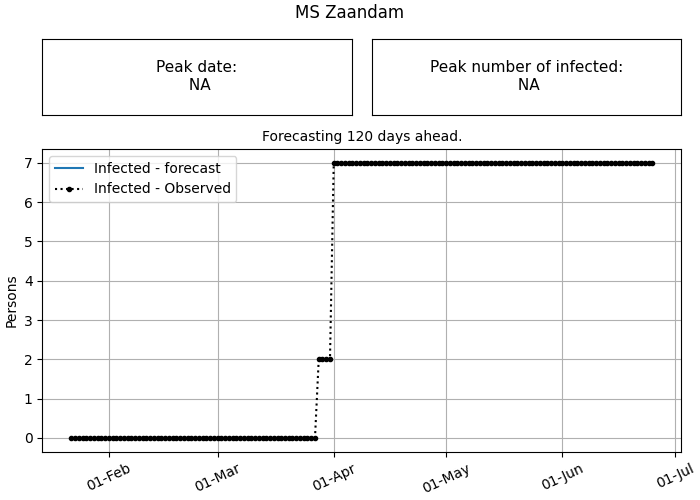 MS Zaandam
Peak date:
NA
Peak number of infected:
NA
Forecasting 120 days ahead.
Infected - forecast
Infected - Observed
Persons
7
6
5
4
3
2
1
0
01-Feb
01-Mar
01-Apr
01-May
01-Jun
01-Jul